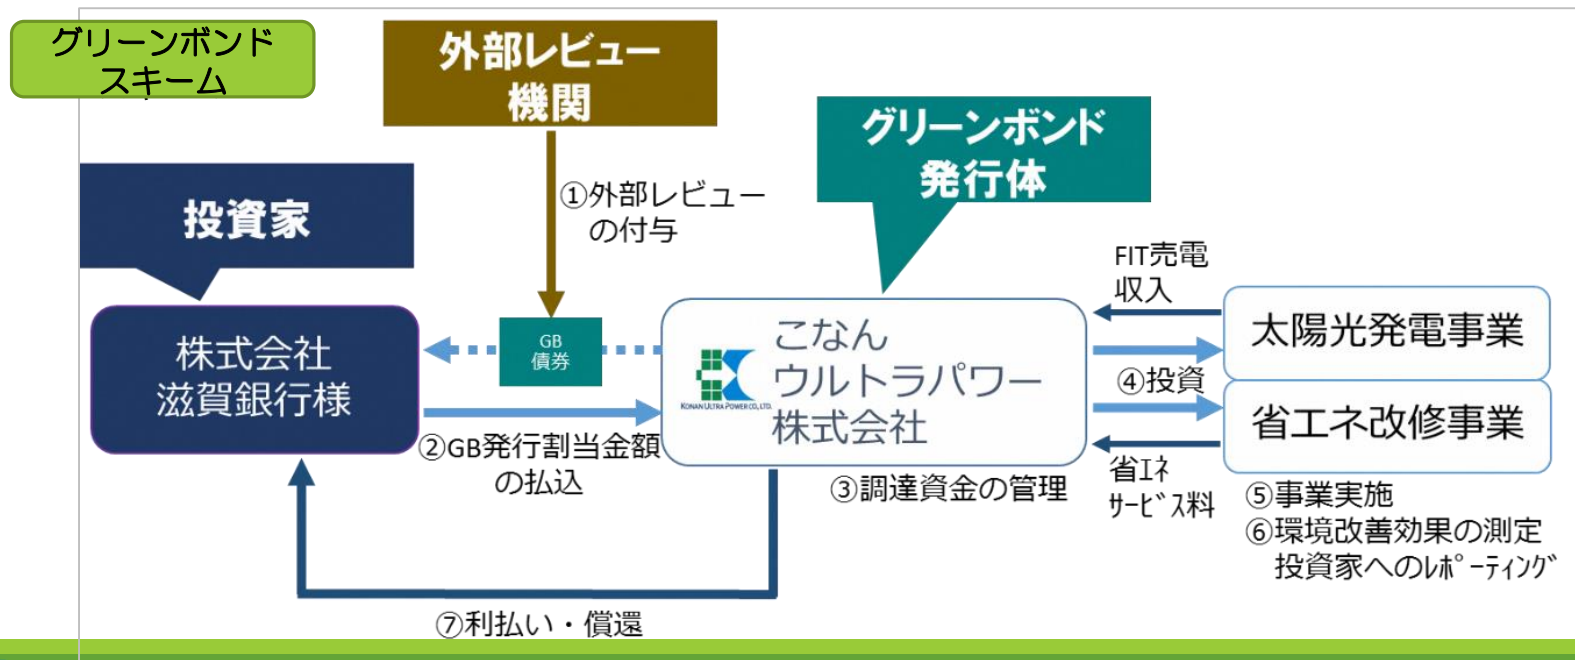 グリーンボンド
スキーム
外部レビュー
機関
グリーンボンド
発行体
投資家
①外部レビュー
の付与
FIT売電
収入
株式会社
滋賀銀行様
GB
債券
KONAN ULTRA POWER CO., LTD.
こなん
ウルトラパワー
株式会社
太陽光発電事業
④投資
省エネ改修事業
②GB発行割当金額
の払込
③調達資金の管理
省ｴﾈ
ｻｰﾋﾞｽ料
⑤事業実施
⑥環境改善効果の測定
投資家へのﾚﾎﾟｰﾃｨﾝｸﾞ
⑦利払い・償還